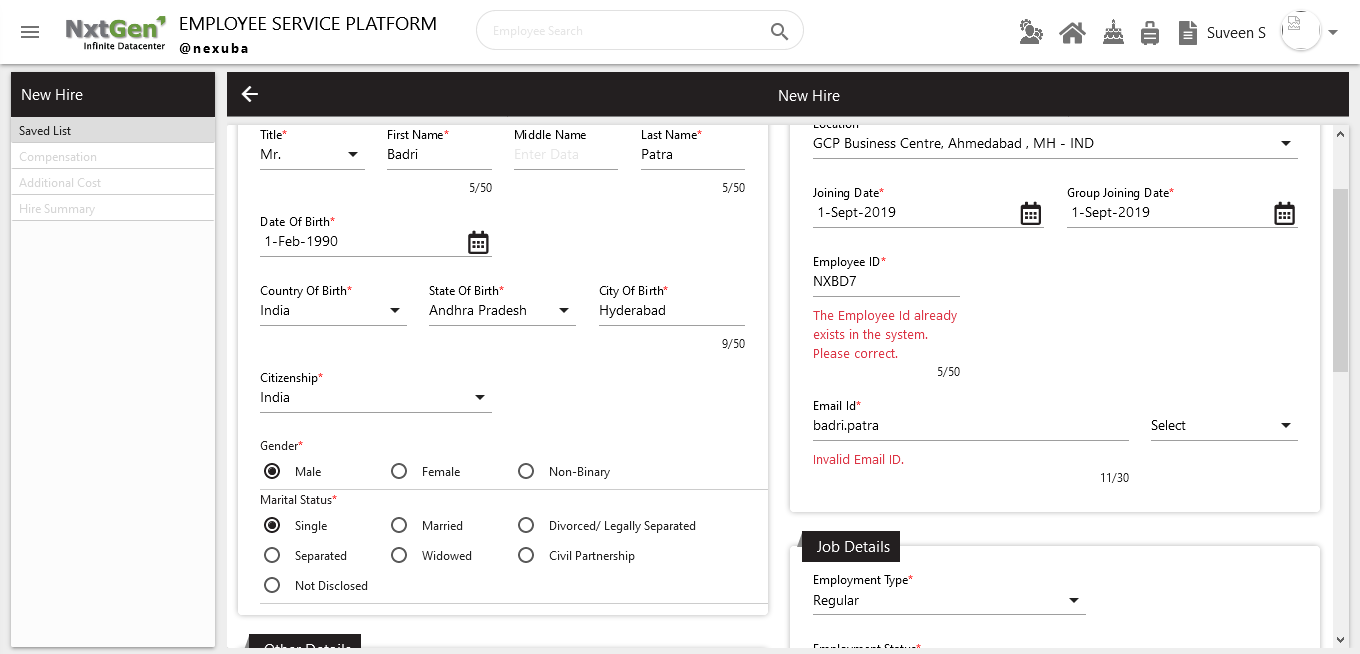 NxtGen
Infinite Datacenter
EMPLOYEE SERVICE PLATFORM
@nexuba
Employee Search
Suveen S
New Hire
Saved List
Compensation
Additional Cost
Hire Summary
New Hire
Title*
First Name*
Middle Name
Last Name*
Mr.
Badri
Enter Data
Patra
5/50
5/50
Date Of Birth*
1-Feb-1990
Country Of Birth*
State Of Birth*
City Of Birth*
India
Andhra Pradesh
Hyderabad
9/50
Citizenship*
India
Gender*
Male
Female
Non-Binary
Marital Status*
Single
Married
Divorced/ Legally Separated
Separated
Widowed
Civil Partnership
Not Disclosed
Other Details
Location
GCP Business Centre, Ahmedabad , MH - IND
Joining Date*
Group Joining Date*
1-Sept-2019
1-Sept-2019
Employee ID*
NXBD7
The Employee Id already
exists in the system.
Please correct.
5/50
Email Id*
badri.patra
Select
Invalid Email ID.
11/30
Job Details
Employment Type*
Regular
Employment Status*